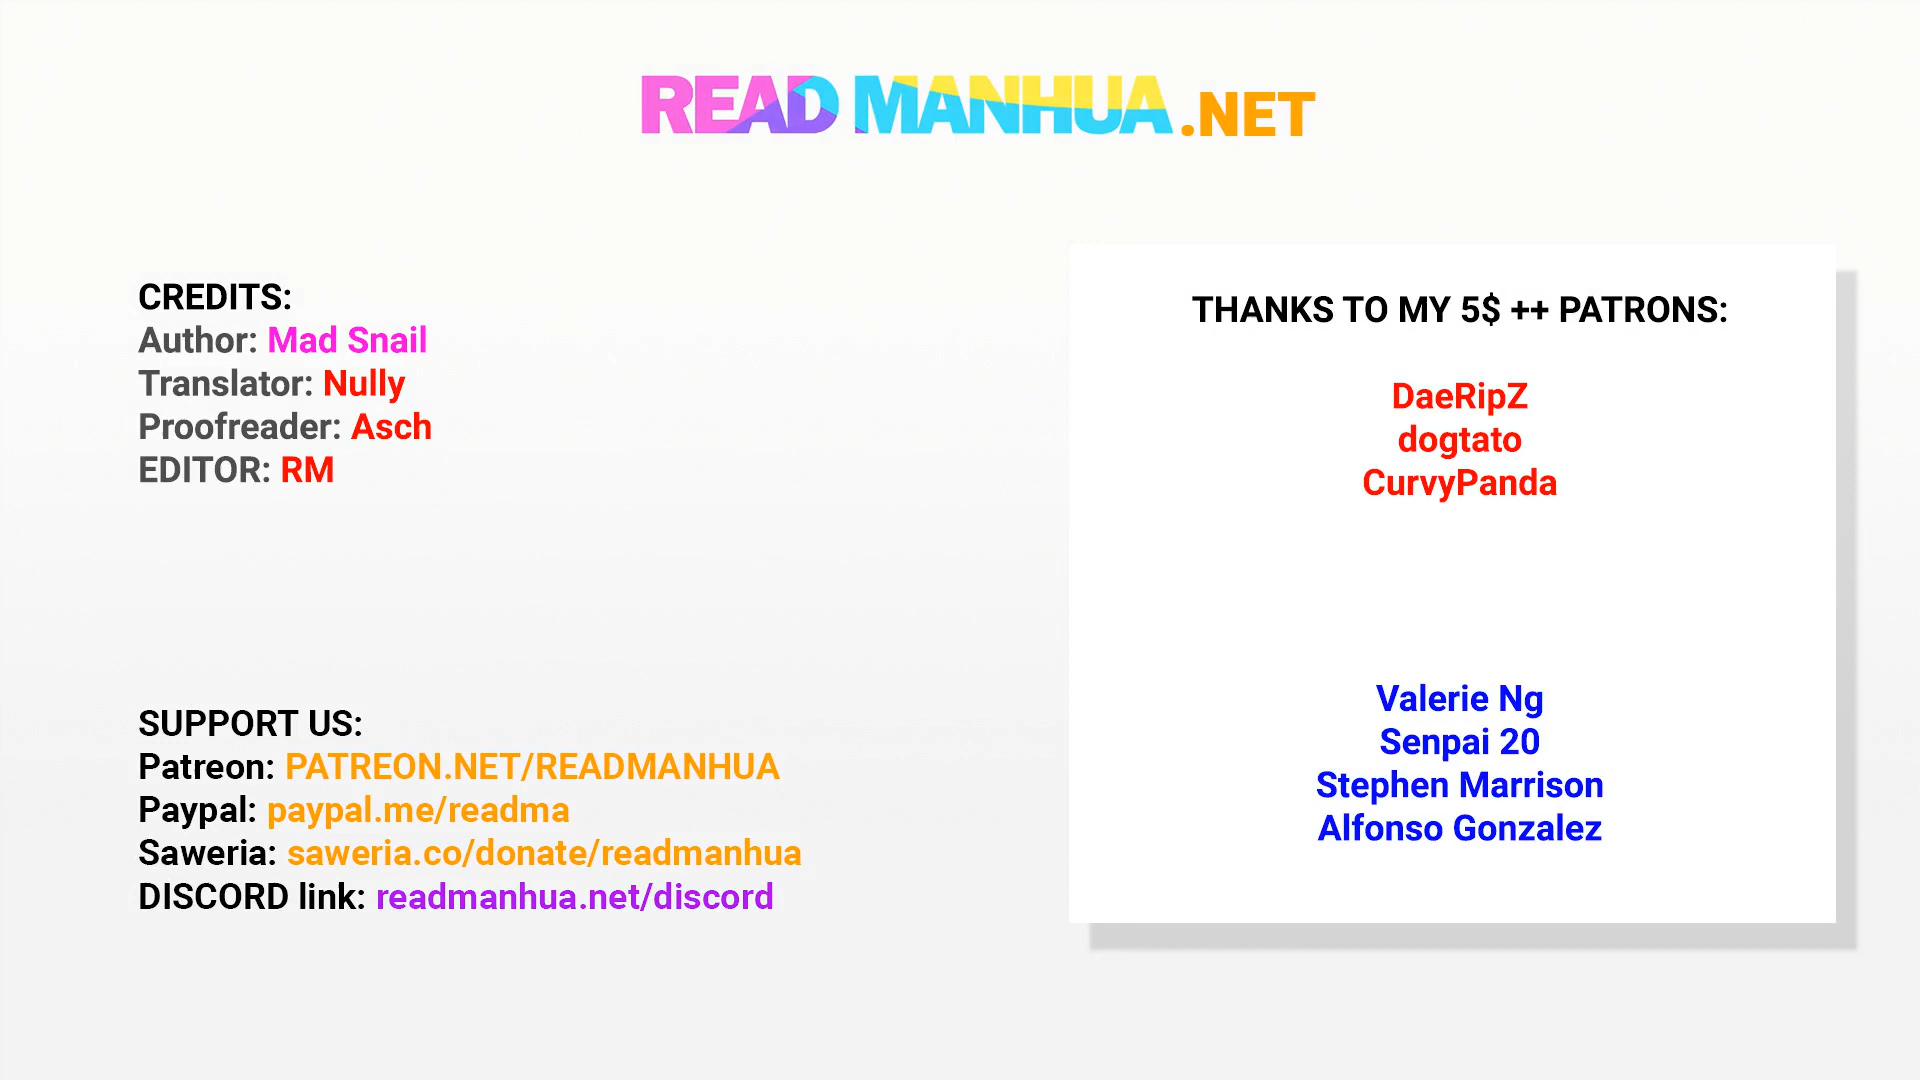 READ MANHUA.NET
CREDITS:
Author: Mad Snail
Translator: Nully
Proofreader: Asch
EDITOR: RM
SUPPORT US:
Patreon: PATREON.NET/READMANHUA
Paypal: paypal.me/readma
Saweria: saweria.co/donate/readmanhua
DISCORD link: readmanhua.net/discord
THANKS TO MY 5$ ++ PATRONS:
DaeRipZ
dogtato
CurvyPanda
Valerie Ng
Senpai 20
Stephen Marrison
Alfonso Gonzalez